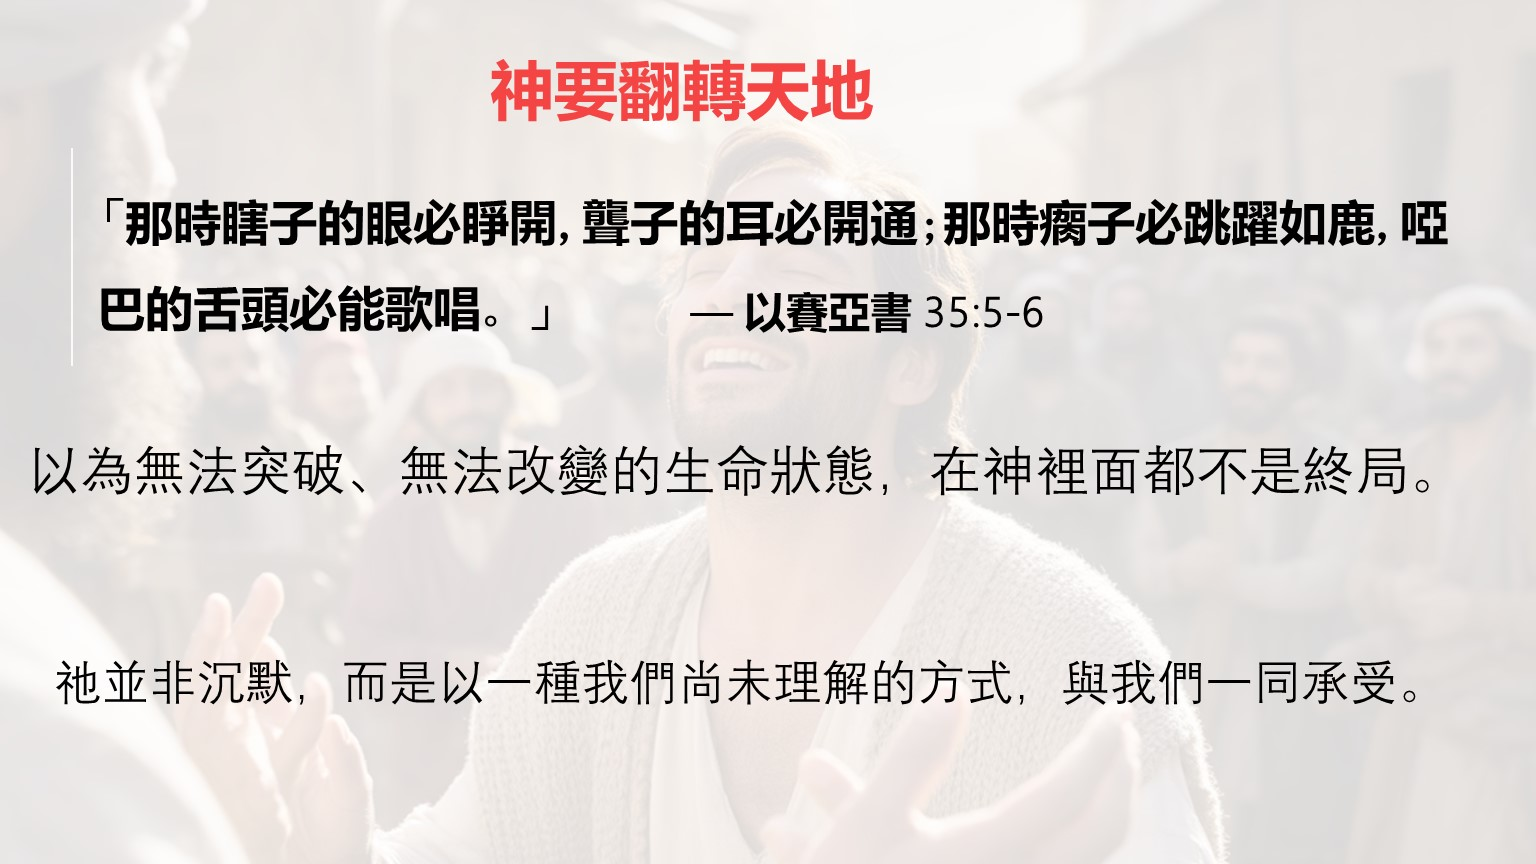 神要翻轉天地
「那時瞎子的眼必睜開，聾子的耳必開通；那時瘸子必跳躍如鹿，啞
巴的舌頭必能歌唱。」 — 以賽亞書 35:5-6
以為無法突破、無法改變的生命狀態，在神裡面都不是終局。
祂並非沉默，而是以一種我們尚未理解的方式，與我們一同承受。